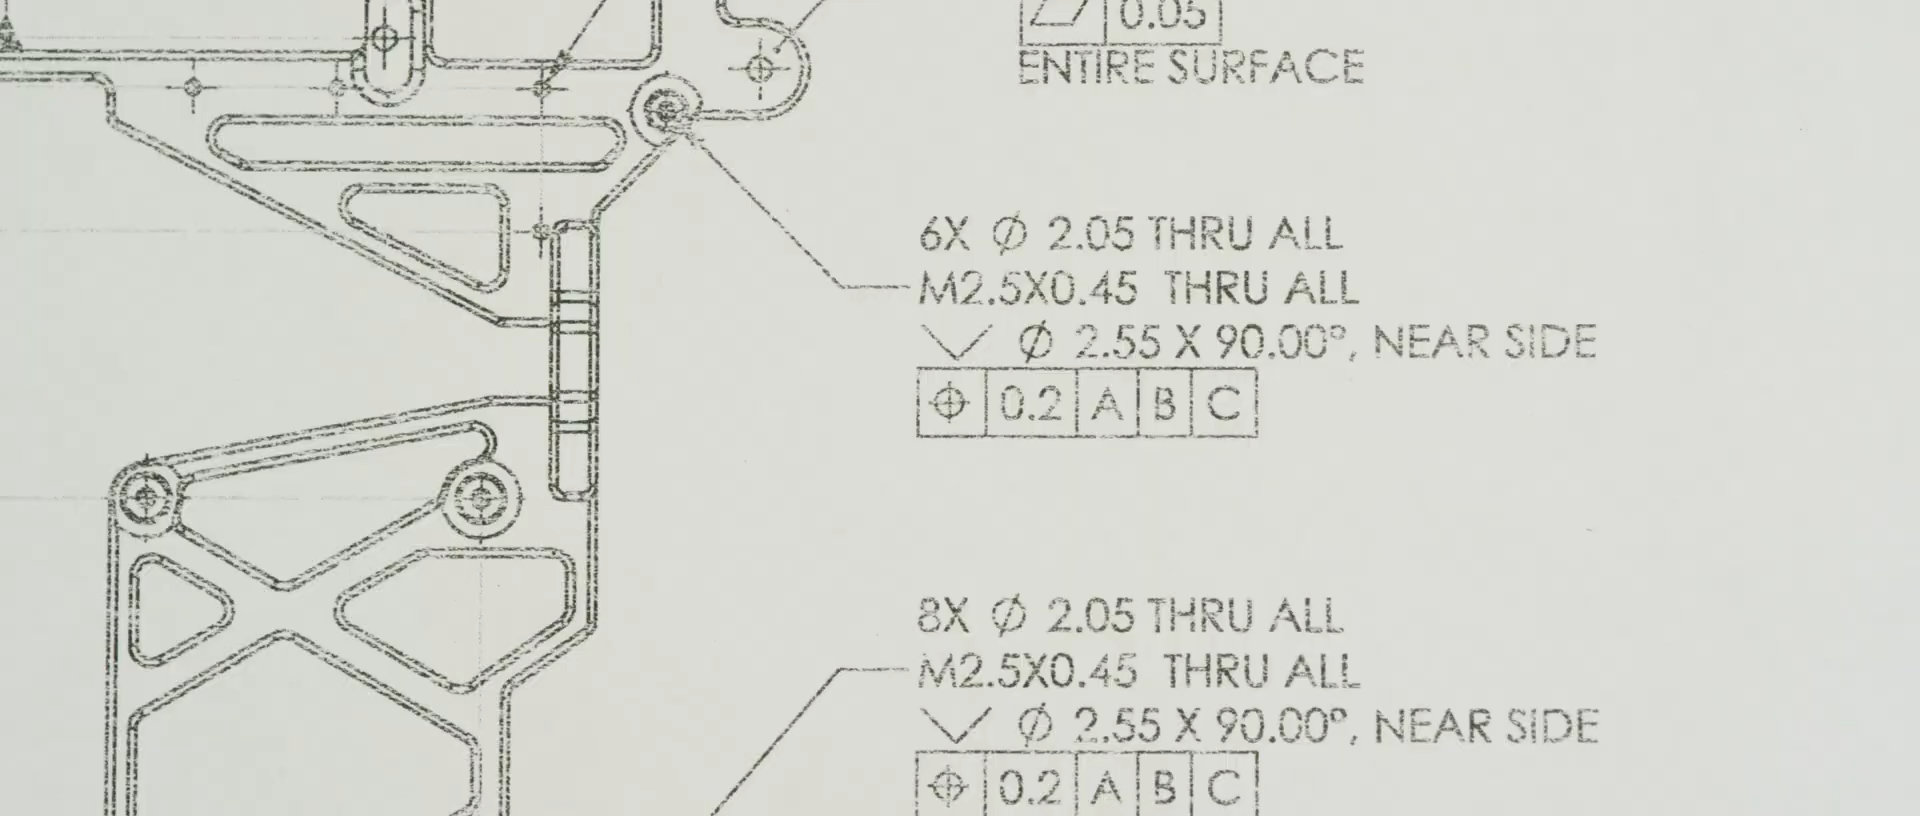 0.05
ENTIRE SURFACE
6X Ø 2.05 THRU ALL
M2.5X0.45 THRU ALL
⌵ Ø 2.55 X 90.00°, NEAR SIDE
⌖ 0.2 A B C
8X Ø 2.05 THRU ALL
M2.5X0.45 THRU ALL
⌵ Ø 2.55 X 90.00°, NEAR SIDE
⌖ 0.2 A B C